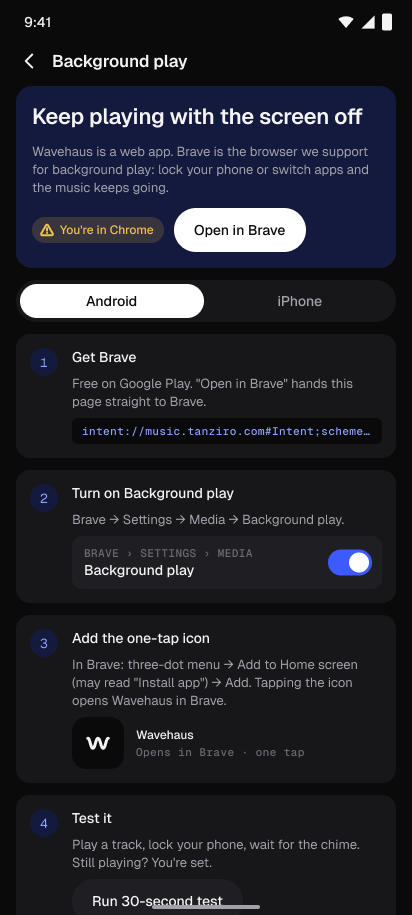 9:41
Background play
Keep playing with the screen off
Wavehaus is a web app. Brave is the browser we support
for background play: lock your phone or switch apps and
the music keeps going.
You're in Chrome
Open in Brave
Android
iPhone
1
Get Brave
Free on Google Play. "Open in Brave" hands this
page straight to Brave.
intent://music.tanziro.com#Intent;scheme…
2
Turn on Background play
Brave → Settings → Media → Background play.
BRAVE › SETTINGS › MEDIA
Background play
3
Add the one-tap icon
In Brave: three-dot menu → Add to Home screen
(may read "Install app") → Add. Tapping the icon
opens Wavehaus in Brave.
w
Wavehaus
Opens in Brave · one tap
4
Test it
Play a track, lock your phone, wait for the chime.
Still playing? You're set.
Run 30-second test